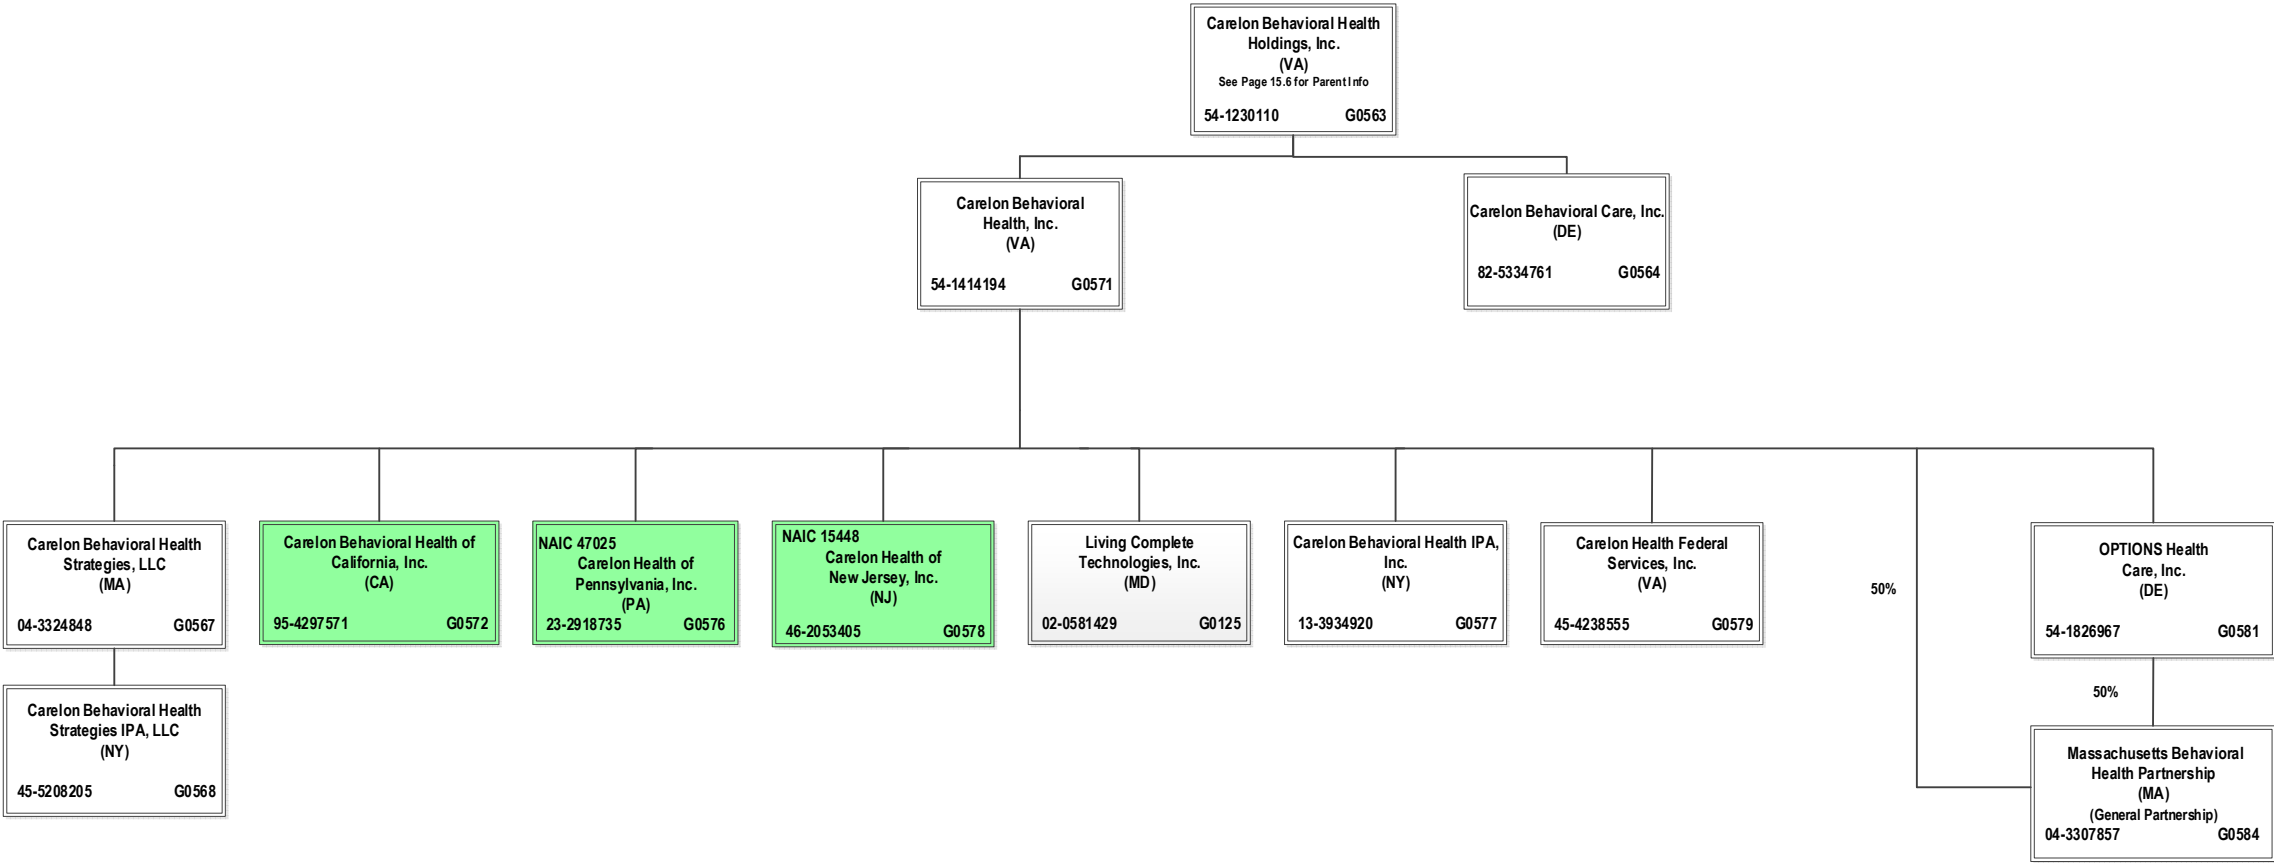 Carelon Behavioral Health
Holdings, Inc.
(VA)
See Page 15.6 for Parent Info
54-1230110 G0563
Carelon Behavioral
Health, Inc.
(VA)
54-1414194 G0571
Carelon Behavioral Care, Inc.
(DE)
82-5334761 G0564
Carelon Behavioral Health
Strategies, LLC
(MA)
04-3324848 G0567
Carelon Behavioral Health of
California, Inc.
(CA)
95-4297571 G0572
NAIC 47025
Carelon Health of
Pennsylvania, Inc.
(PA)
23-2918735 G0576
NAIC 15448
Carelon Health of
New Jersey, Inc.
(NJ)
46-2053405 G0578
Living Complete
Technologies, Inc.
(MD)
02-0581429 G0125
Carelon Behavioral Health IPA,
Inc.
(NY)
13-3934920 G0577
Carelon Health Federal
Services, Inc.
(VA)
45-4238555 G0579
50%
OPTIONS Health
Care, Inc.
(DE)
54-1826967 G0581
50%
Carelon Behavioral Health
Strategies IPA, LLC
(NY)
45-5208205 G0568
Massachusetts Behavioral
Health Partnership
(MA)
(General Partnership)
04-3307857 G0584